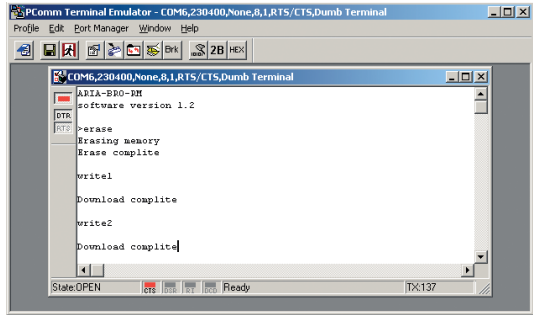 PComm Terminal Emulator - COM6,230400,None,8,1,RTS/CTS,Dumb Terminal
Profile Edit Port Manager Window Help
Brk 2B HEX
COM6,230400,None,8,1,RTS/CTS,Dumb Terminal
DTR
RTS
ARIA-BRO-RM
software version 1.2
>erase
Erasing memory
Erase complite
write1
Download complite
write2
Download complite
State:OPEN CTS DSR RI DCD Ready TX:137